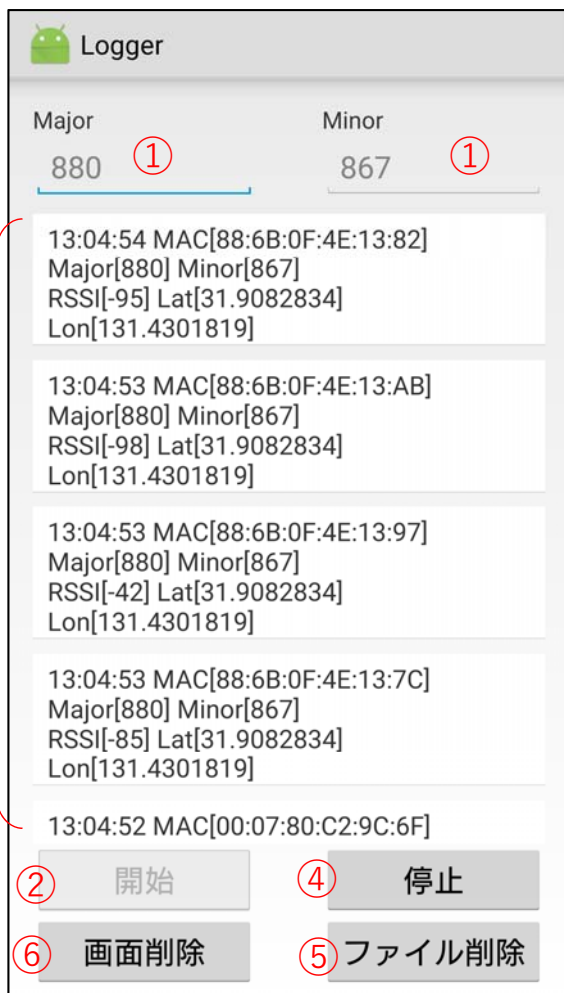 Logger
Major Minor
880 ① 867 ①
13:04:54 MAC[88:6B:0F:4E:13:82]
Major[880] Minor[867]
RSSI[-95] Lat[31.9082834]
Lon[131.4301819]
13:04:53 MAC[88:6B:0F:4E:13:AB]
Major[880] Minor[867]
RSSI[-98] Lat[31.9082834]
Lon[131.4301819]
13:04:53 MAC[88:6B:0F:4E:13:97]
Major[880] Minor[867]
RSSI[-42] Lat[31.9082834]
Lon[131.4301819]
13:04:53 MAC[88:6B:0F:4E:13:7C]
Major[880] Minor[867]
RSSI[-85] Lat[31.9082834]
Lon[131.4301819]
13:04:52 MAC[00:07:80:C2:9C:6F]
② 開始 ④ 停止
⑥ 画面削除 ⑤ ファイル削除